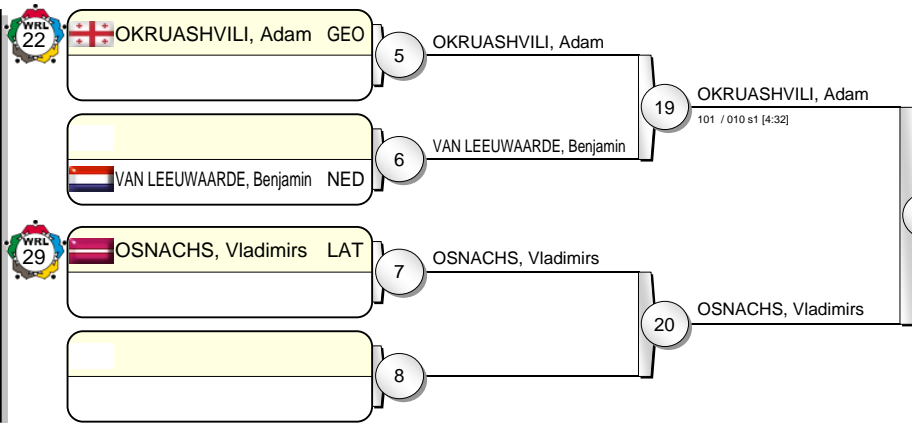 WRL
22
OKRUASHVILI, Adam GEO
5
OKRUASHVILI, Adam
19
OKRUASHVILI, Adam
101 / 010 s1 [4:32]
6
VAN LEEUWAARDE, Benjamin
VAN LEEUWAARDE, Benjamin NED
WRL
29
OSNACHS, Vladimirs LAT
7
OSNACHS, Vladimirs
20
OSNACHS, Vladimirs
8